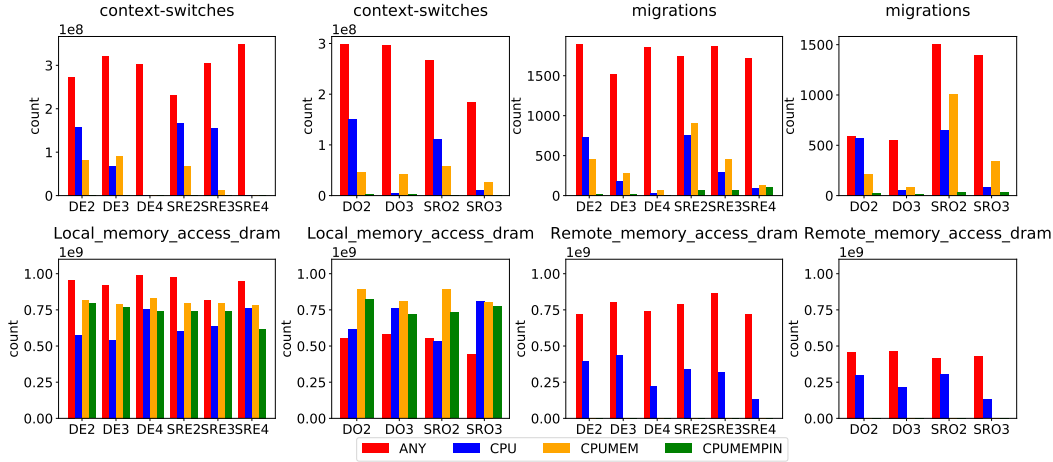 context-switches
1e8
count
3
2
1
0
DE2 DE3 DE4 SRE2 SRE3 SRE4
context-switches
1e8
count
3
2
1
0
DO2 DO3 SRO2 SRO3
migrations
count
1500
1000
500
0
DE2 DE3 DE4 SRE2 SRE3 SRE4
migrations
count
1500
1000
500
0
DO2 DO3 SRO2 SRO3
Local_memory_access_dram
1e9
count
1.00
0.75
0.50
0.25
0.00
DE2 DE3 DE4 SRE2 SRE3 SRE4
Local_memory_access_dram
1e9
count
1.00
0.75
0.50
0.25
0.00
DO2 DO3 SRO2 SRO3
Remote_memory_access_dram
1e9
count
1.00
0.75
0.50
0.25
0.00
DE2 DE3 DE4 SRE2 SRE3 SRE4
Remote_memory_access_dram
1e9
count
1.00
0.75
0.50
0.25
0.00
DO2 DO3 SRO2 SRO3
ANY CPU CPUMEM CPUMEMPIN